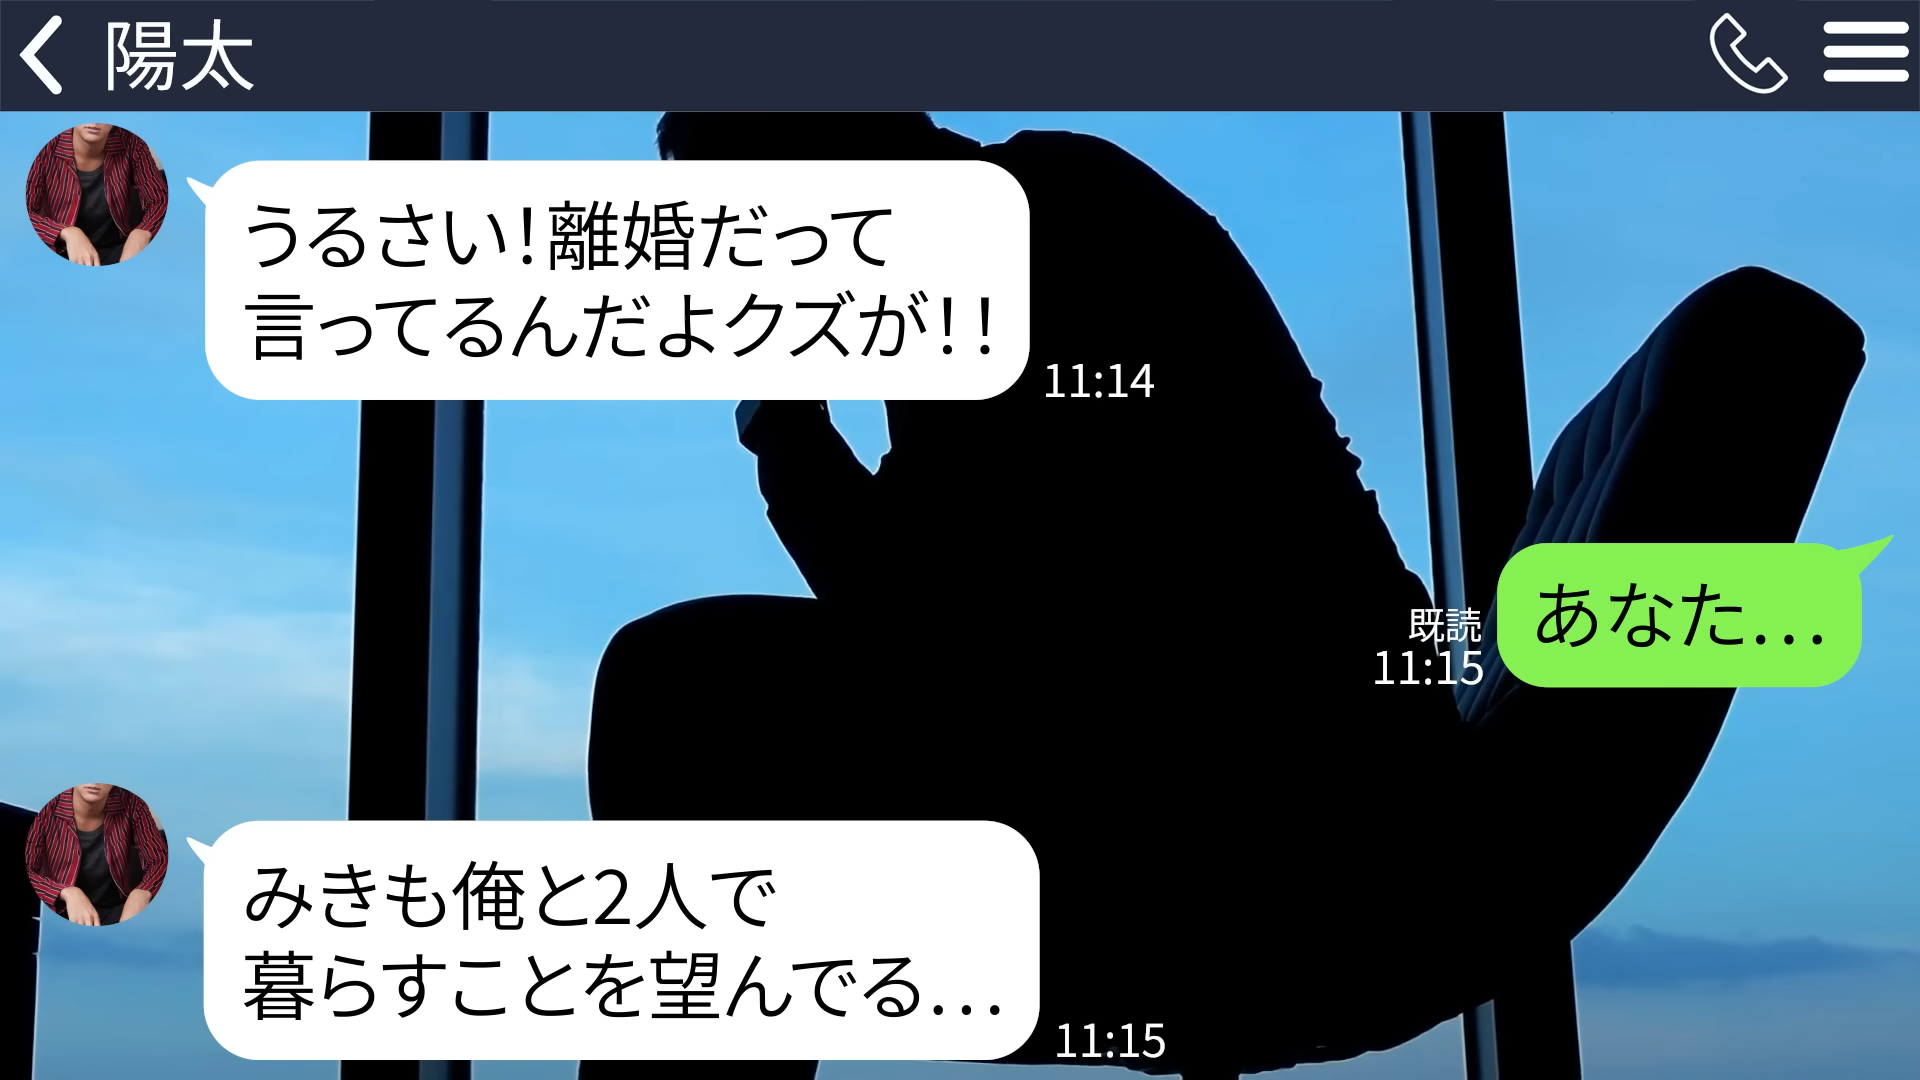 陽太
うるさい！離婚だって
言ってるんだよクズが！！
11:14
あなた…
既読
11:15
みきも俺と2人で
暮らすことを望んでる…
11:15